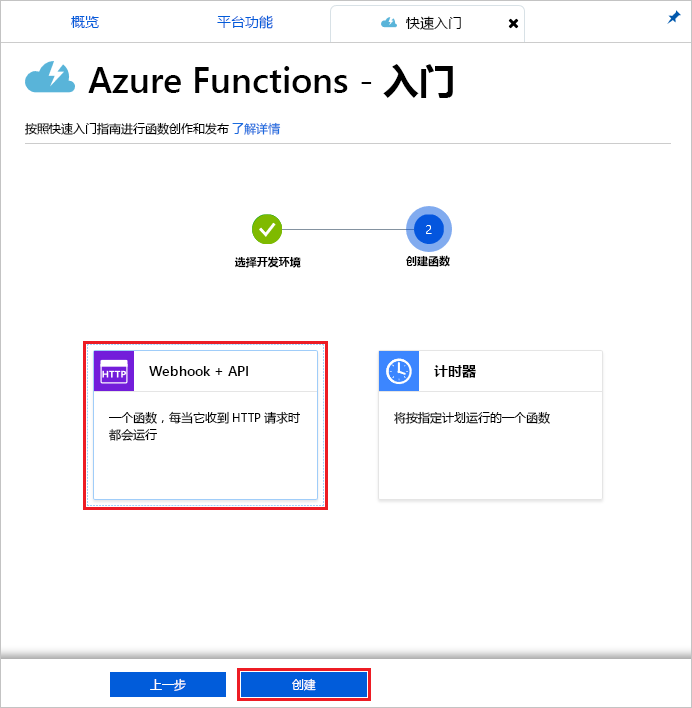 概览
平台功能
快速入门
Azure Functions - 入门
按照快速入门指南进行函数创作和发布 了解详情
2
选择开发环境
创建函数
HTTP
Webhook + API
一个函数，每当它收到 HTTP 请求时
都会运行
计时器
将按指定计划运行的一个函数
上一步
创建